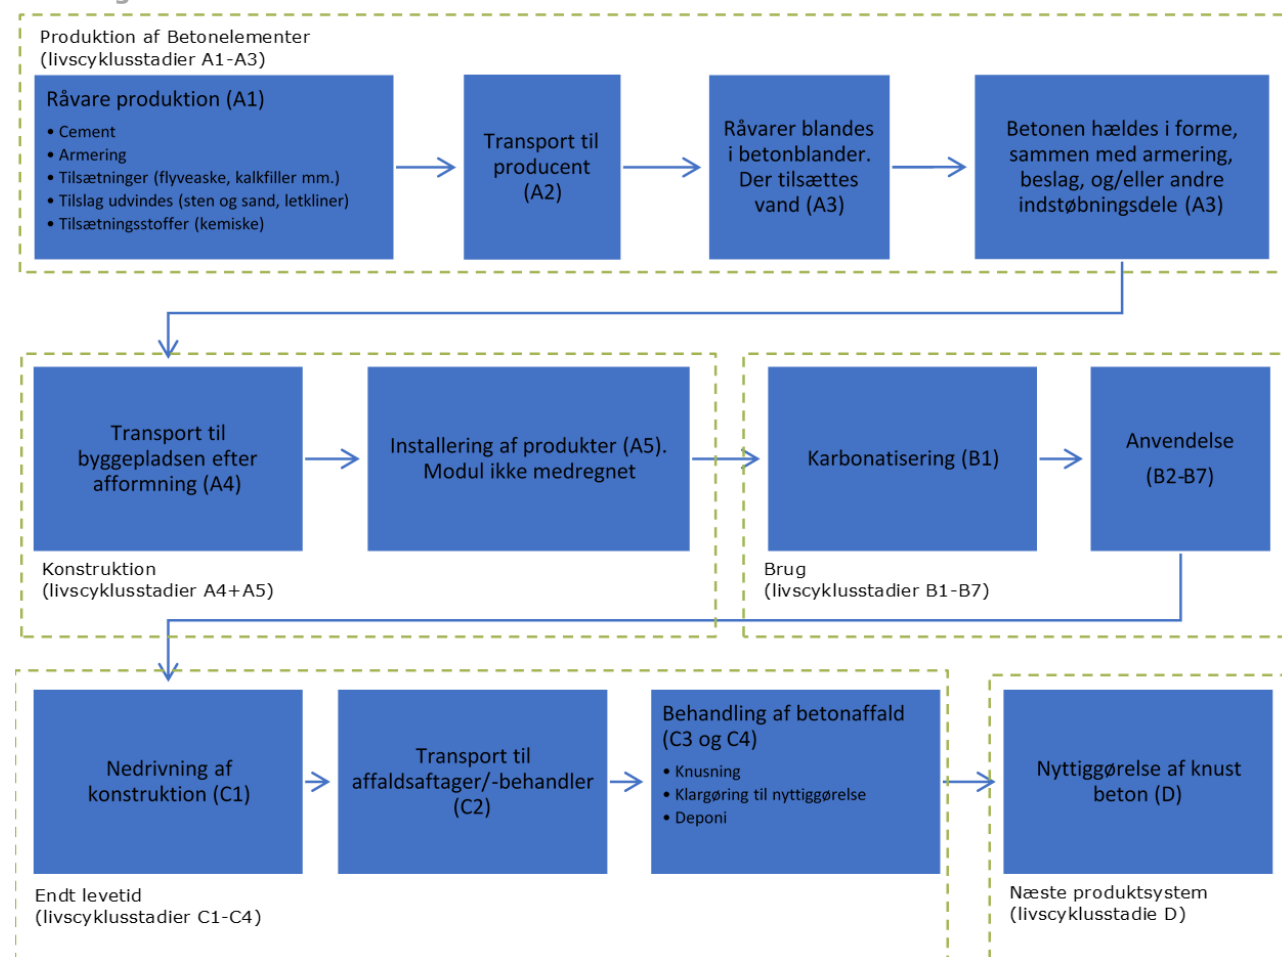 Produktion af Betonelementer
(livscyklusstadier A1-A3)
Råvare produktion (A1)
• Cement
• Armering
• Tilsætninger (flyveaske, kalkfiller mm.)
• Tilslag udvindes (sten og sand, letkliner)
• Tilsætningsstoffer (kemiske)
Transport til
producent
(A2)
Råvarer blandes
i betonblander.
Der tilsættes
vand (A3)
Betonen hældes i forme,
sammen med armering,
beslag, og/eller andre
indstøbningsdele (A3)
Transport til
byggepladsen efter
afformning (A4)
Installering af produkter (A5).
Modul ikke medregnet
Konstruktion
(livscyklusstadier A4+A5)
Karbonatisering (B1)
Anvendelse
(B2-B7)
Brug
(livscyklusstadier B1-B7)
Nedrivning af
konstruktion (C1)
Transport til
affaldsaftager/-behandler
(C2)
Behandling af betonaffald
(C3 og C4)
• Knusning
• Klargøring til nyttiggørelse
• Deponi
Endt levetid
(livscyklusstadier C1-C4)
Nyttiggørelse af knust
beton (D)
Næste produktsystem
(livscyklusstadie D)